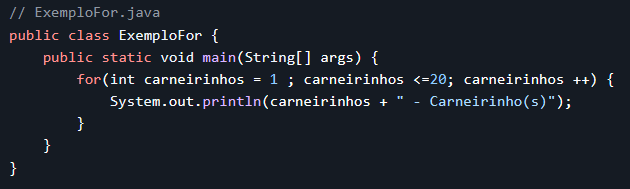 // ExemploFor.java
public class ExemploFor {
    public static void main(String[] args) {
        for(int carneirinhos = 1 ; carneirinhos <=20; carneirinhos ++) {
            System.out.println(carneirinhos + " - Carneirinho(s)");
        }
    }
}